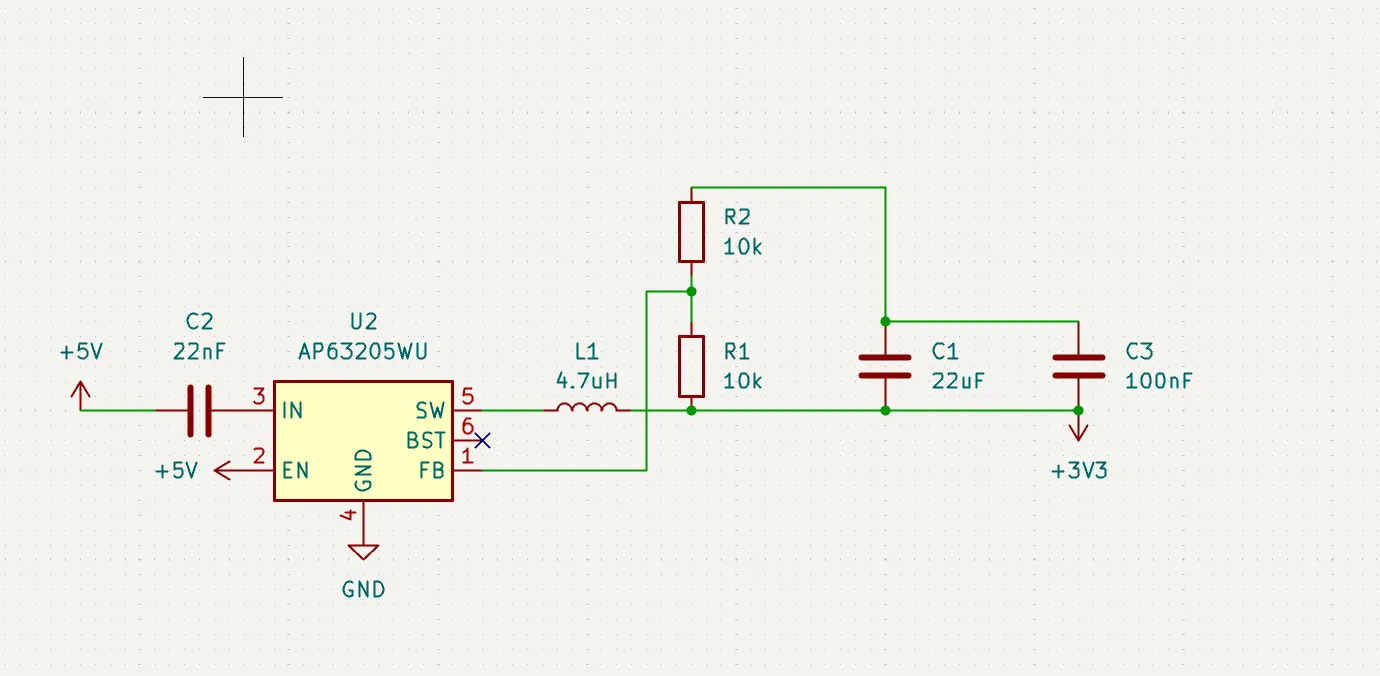 R2
10k
C2
22nF
U2
AP63205WU
+5V
L1
4.7uH
R1
10k
C1
22uF
C3
100nF
3
IN
SW
5
BST
6
+5V
2
EN
GND
FB
1
4
+3V3
GND